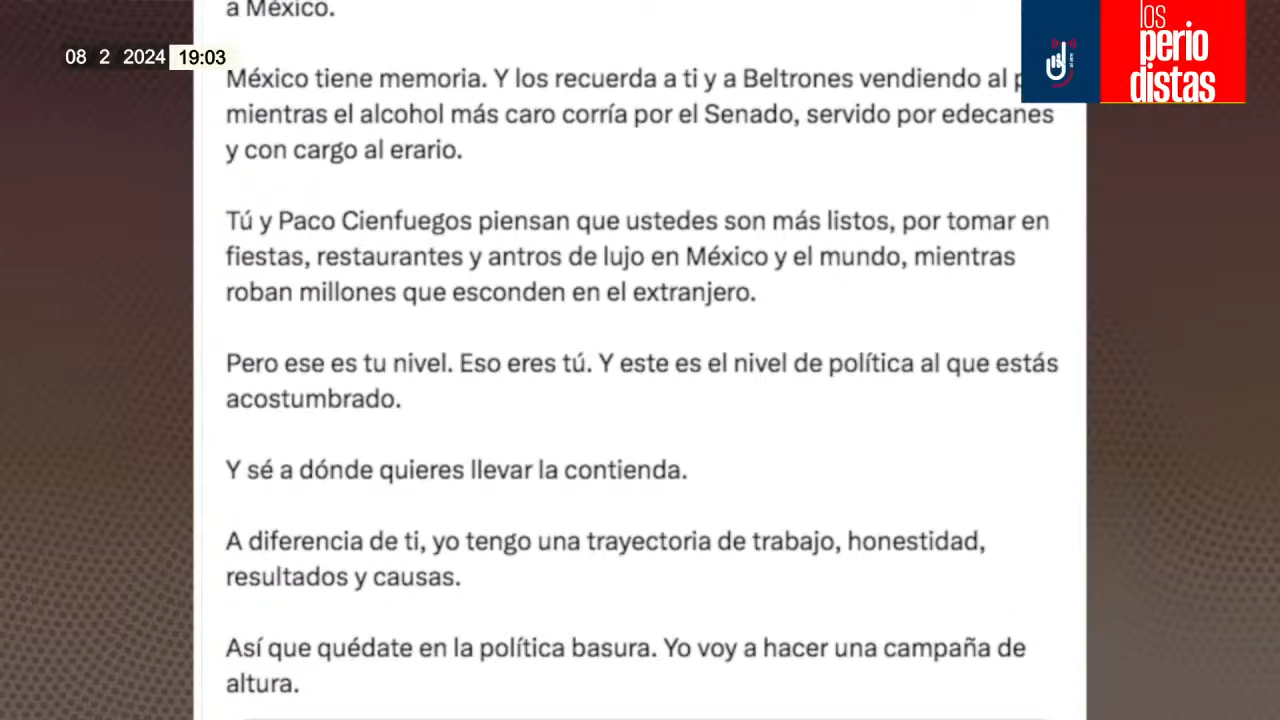 a México.
08 2 2024 19:03
los
perio
distas
México tiene memoria. Y los recuerda a ti y a Beltrones vendiendo al
mientras el alcohol más caro corría por el Senado, servido por edecanes
y con cargo al erario.
Tú y Paco Cienfuegos piensan que ustedes son más listos, por tomar en
fiestas, restaurantes y antros de lujo en México y el mundo, mientras
roban millones que esconden en el extranjero.
Pero ese es tu nivel. Eso eres tú. Y este es el nivel de política al que estás
acostumbrado.
Y sé a dónde quieres llevar la contienda.
A diferencia de ti, yo tengo una trayectoria de trabajo, honestidad,
resultados y causas.
Así que quédate en la política basura. Yo voy a hacer una campaña de
altura.